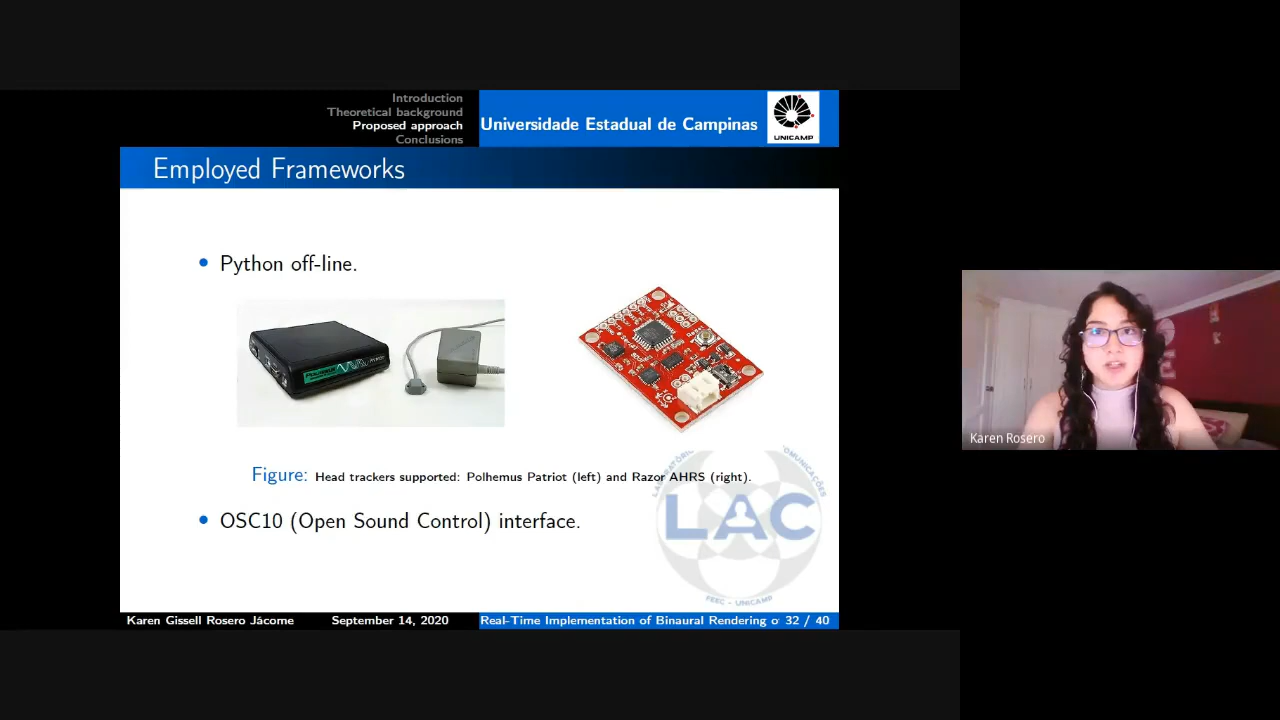 Introduction
Theoretical background
Proposed approach
Conclusions
Universidade Estadual de Campinas
UNICAMP
Employed Frameworks
• Python off-line.
POLHEMUS
Figure: Head trackers supported: Polhemus Patriot (left) and Razor AHRS (right).
• OSC10 (Open Sound Control) interface.
LAC
FEEC - UNICAMP
Karen Gissell Rosero Jácome
September 14, 2020
Real-Time Implementation of Binaural Rendering o
32 / 40
Karen Rosero